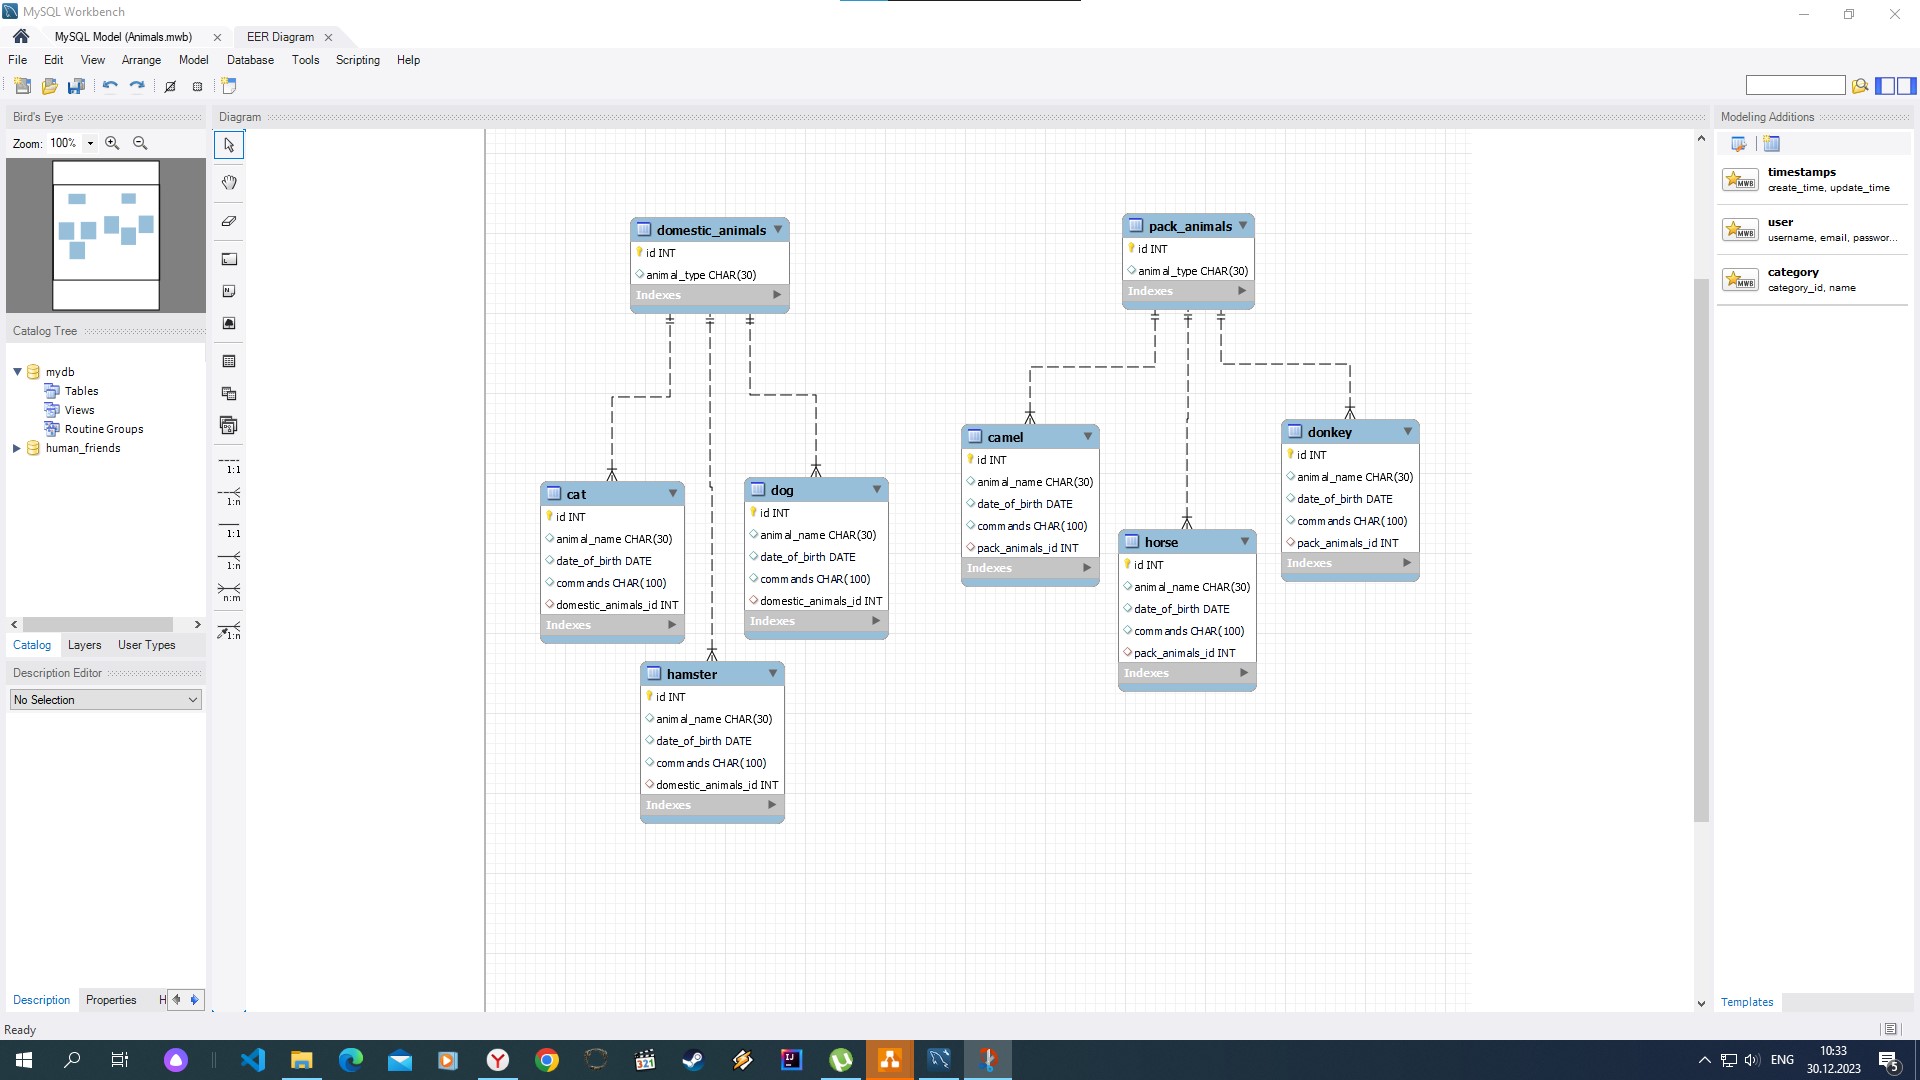 MySQL Workbench
MySQL Model (Animals.mwb)
EER Diagram
File Edit View Arrange Model Database Tools Scripting Help
Bird's Eye
Zoom: 100%
Catalog Tree
mydb
Tables
Views
Routine Groups
human_friends
Catalog Layers User Types
Description Editor
No Selection
Description Properties H
Ready
Diagram
1:1
1:n
1:1
1:n
n:m
1:n
domestic_animals
id INT
animal_type CHAR(30)
Indexes
pack_animals
id INT
animal_type CHAR(30)
Indexes
cat
id INT
animal_name CHAR(30)
date_of_birth DATE
commands CHAR(100)
domestic_animals_id INT
Indexes
dog
id INT
animal_name CHAR(30)
date_of_birth DATE
commands CHAR(100)
domestic_animals_id INT
Indexes
hamster
id INT
animal_name CHAR(30)
date_of_birth DATE
commands CHAR(100)
domestic_animals_id INT
Indexes
camel
id INT
animal_name CHAR(30)
date_of_birth DATE
commands CHAR(100)
pack_animals_id INT
Indexes
horse
id INT
animal_name CHAR(30)
date_of_birth DATE
commands CHAR(100)
pack_animals_id INT
Indexes
donkey
id INT
animal_name CHAR(30)
date_of_birth DATE
commands CHAR(100)
pack_animals_id INT
Indexes
Modeling Additions
MWB
timestamps
create_time, update_time
MWB
user
username, email, passwor...
MWB
category
category_id, name
Templates
321
IJ
ENG
10:33
30.12.2023
5